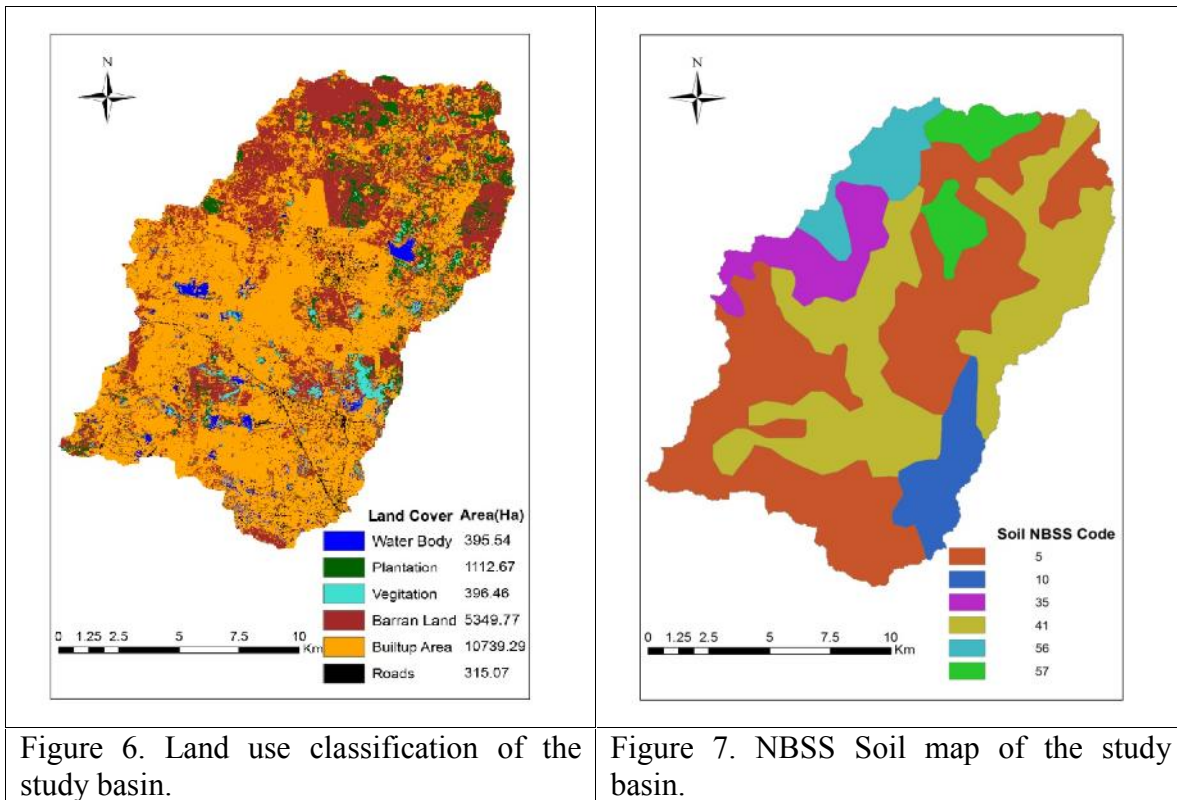 N
Land Cover Area(Ha)
Water Body 395.54
Plantation 1112.67
Vegitation 396.46
Barran Land 5349.77
Builtup Area 10739.29
Roads 315.07
0 1.25 2.5 5 7.5 10
Km
Figure 6. Land use classification of the
study basin.
N
Soil NBSS Code
5
10
35
41
56
57
0 1.25 2.5 5 7.5 10
Km
Figure 7. NBSS Soil map of the study
basin.